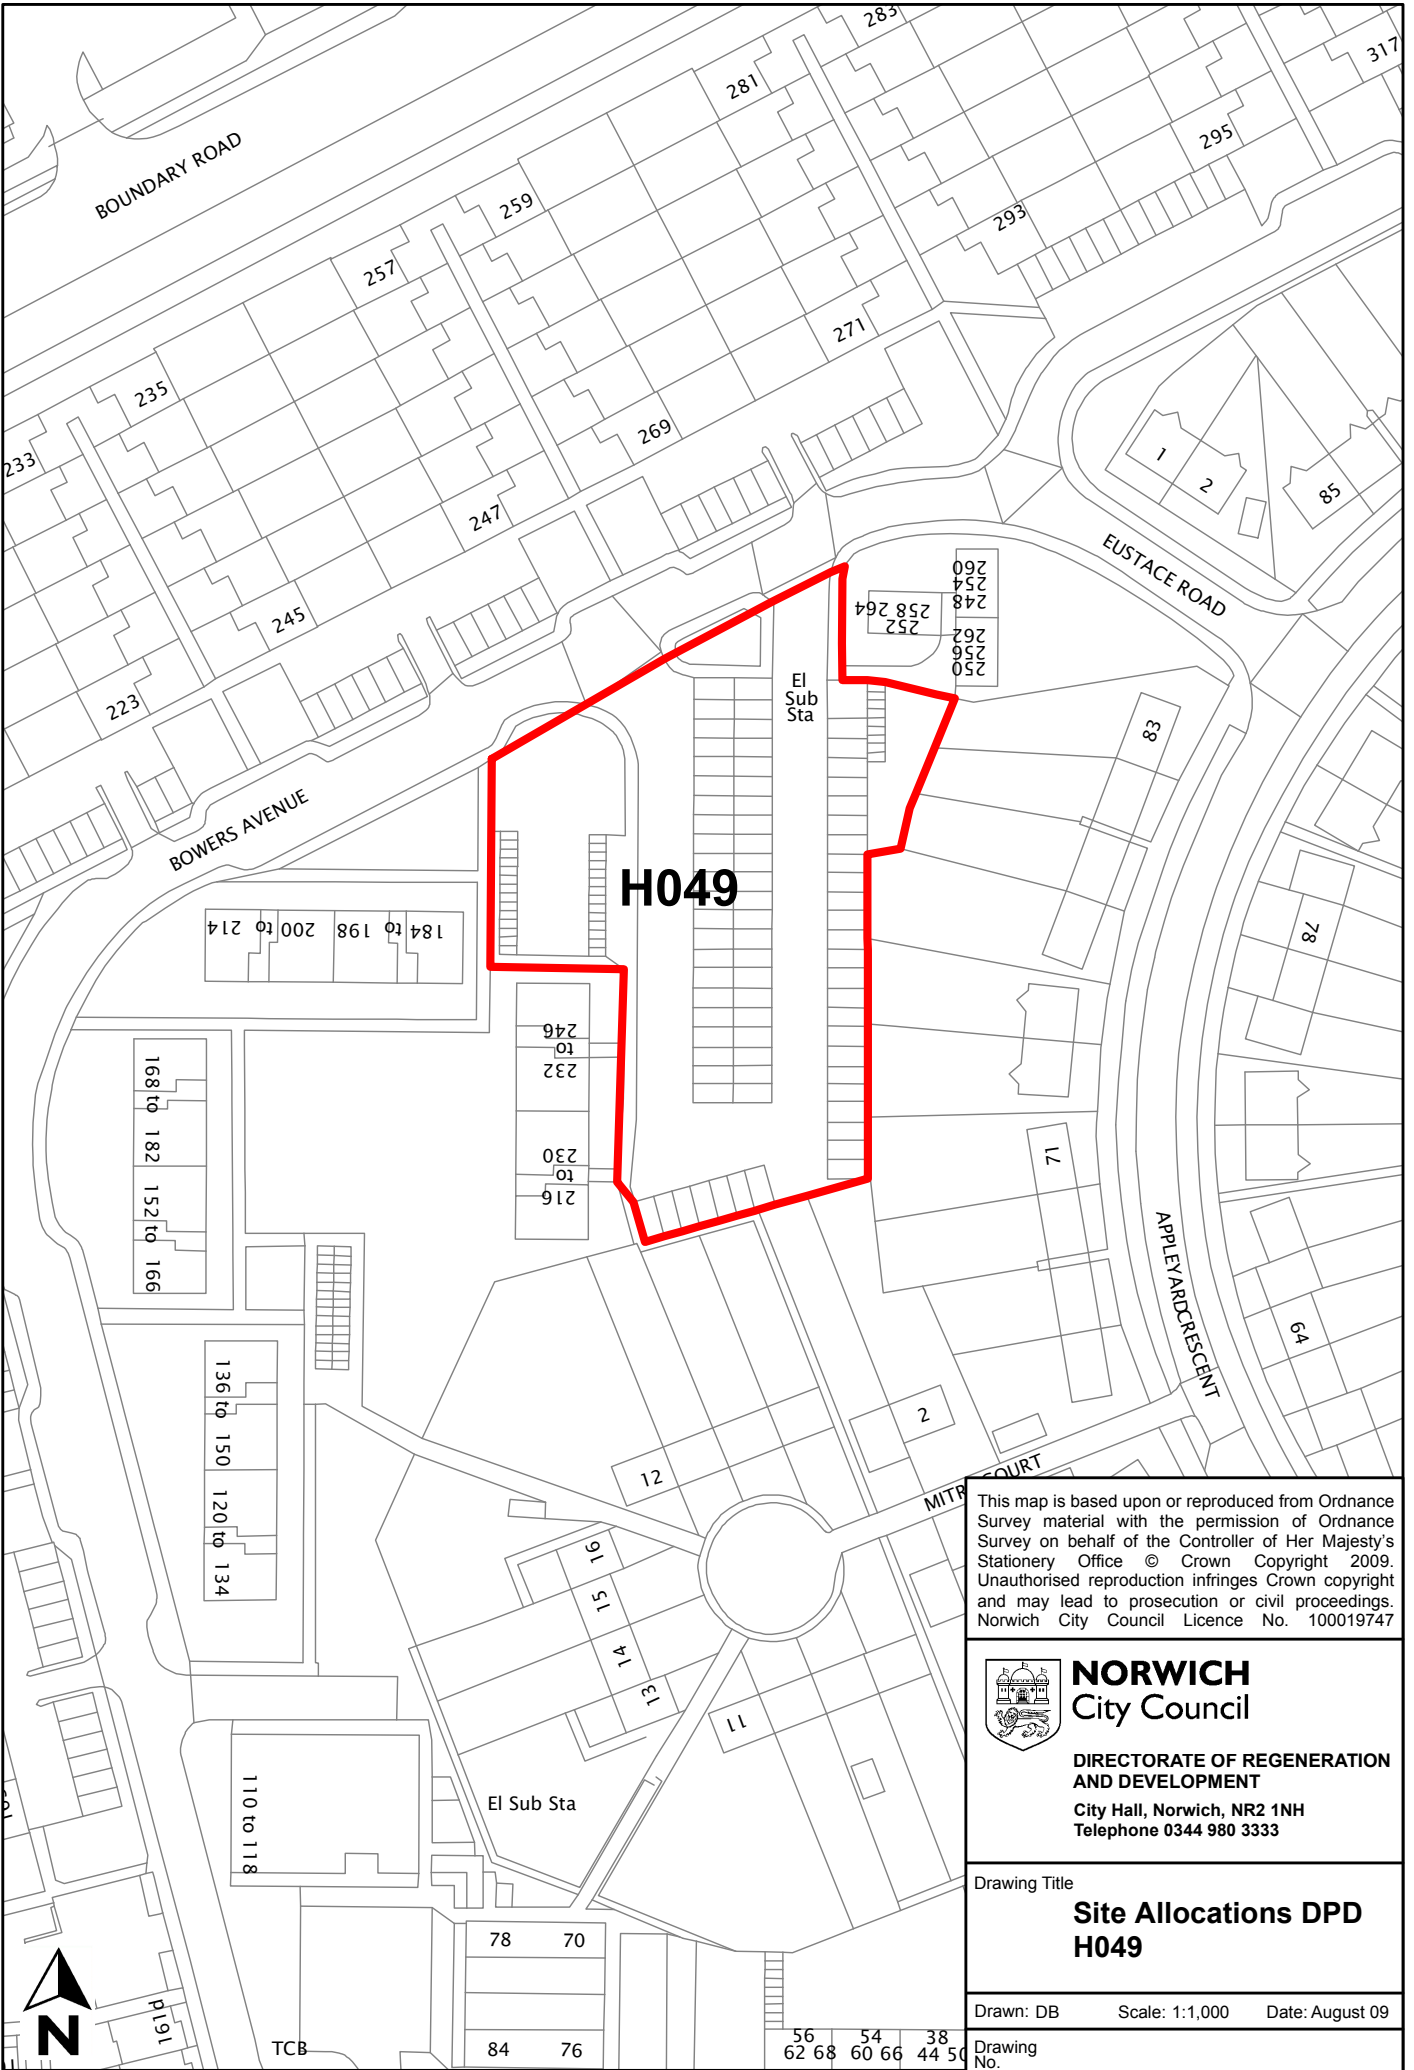 283
317
281
295
BOUNDARY ROAD
259
293
257
271
235
269
233
247
1
2
85
EUSTACE ROAD
260
254
248
258 264
252
262
256
250
245
El
Sub
Sta
223
83
BOWERS AVENUE
H049
214 to 200
198 to 184
78
246
to
232
168 to 182
230
to
216
71
152 to 166
APPLEYARD CRESCENT
64
136 to 150
2
12
MITR COURT
120 to 134
16
15
14
13
11
110 to 118
El Sub Sta
78 70
84 76
TCB
56
62 68
54
60 66
38
44 50
N
This map is based upon or reproduced from Ordnance
Survey material with the permission of Ordnance
Survey on behalf of the Controller of Her Majesty's
Stationery Office © Crown Copyright 2009.
Unauthorised reproduction infringes Crown copyright
and may lead to prosecution or civil proceedings.
Norwich City Council Licence No. 100019747
NORWICH
City Council
DIRECTORATE OF REGENERATION
AND DEVELOPMENT
City Hall, Norwich, NR2 1NH
Telephone 0344 980 3333
Drawing Title
Site Allocations DPD
H049
Drawn: DB Scale: 1:1,000 Date: August 09
Drawing
No.